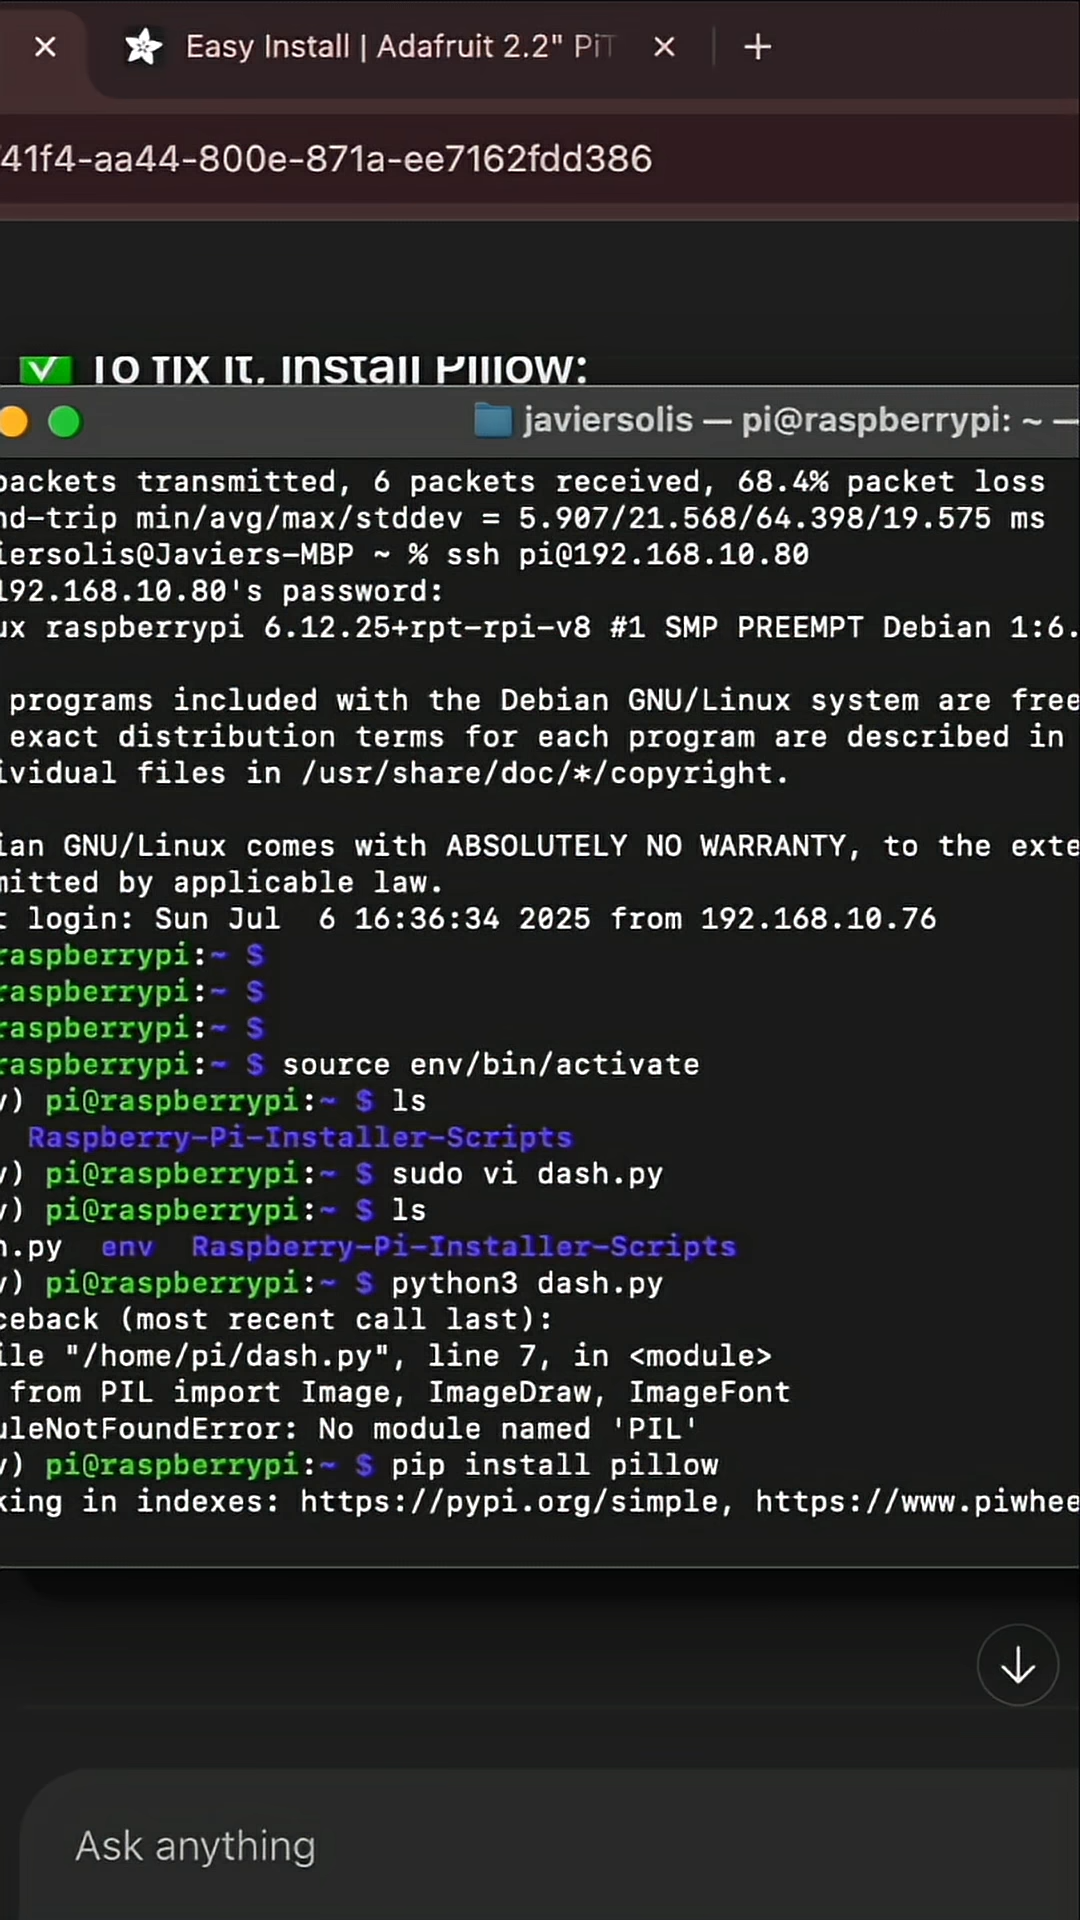 Easy Install | Adafruit 2.2" PiT
41f4-aa44-800e-871a-ee7162fdd386
✅ To fix it, install Pillow:
javiersolis — pi@raspberrypi: ~ —
packets transmitted, 6 packets received, 68.4% packet loss
nd-trip min/avg/max/stddev = 5.907/21.568/64.398/19.575 ms
iersolis@Javiers-MBP ~ % ssh pi@192.168.10.80
192.168.10.80's password:
ux raspberrypi 6.12.25+rpt-rpi-v8 #1 SMP PREEMPT Debian 1:6.
programs included with the Debian GNU/Linux system are free
exact distribution terms for each program are described in
ividual files in /usr/share/doc/*/copyright.
ian GNU/Linux comes with ABSOLUTELY NO WARRANTY, to the exte
mitted by applicable law.
t login: Sun Jul  6 16:36:34 2025 from 192.168.10.76
raspberrypi:~ $
raspberrypi:~ $
raspberrypi:~ $
raspberrypi:~ $ source env/bin/activate
v) pi@raspberrypi:~ $ ls
Raspberry-Pi-Installer-Scripts
v) pi@raspberrypi:~ $ sudo vi dash.py
v) pi@raspberrypi:~ $ ls
h.py  env  Raspberry-Pi-Installer-Scripts
v) pi@raspberrypi:~ $ python3 dash.py
ceback (most recent call last):
ile "/home/pi/dash.py", line 7, in <module>
from PIL import Image, ImageDraw, ImageFont
uleNotFoundError: No module named 'PIL'
v) pi@raspberrypi:~ $ pip install pillow
king in indexes: https://pypi.org/simple, https://www.piwhee
Ask anything